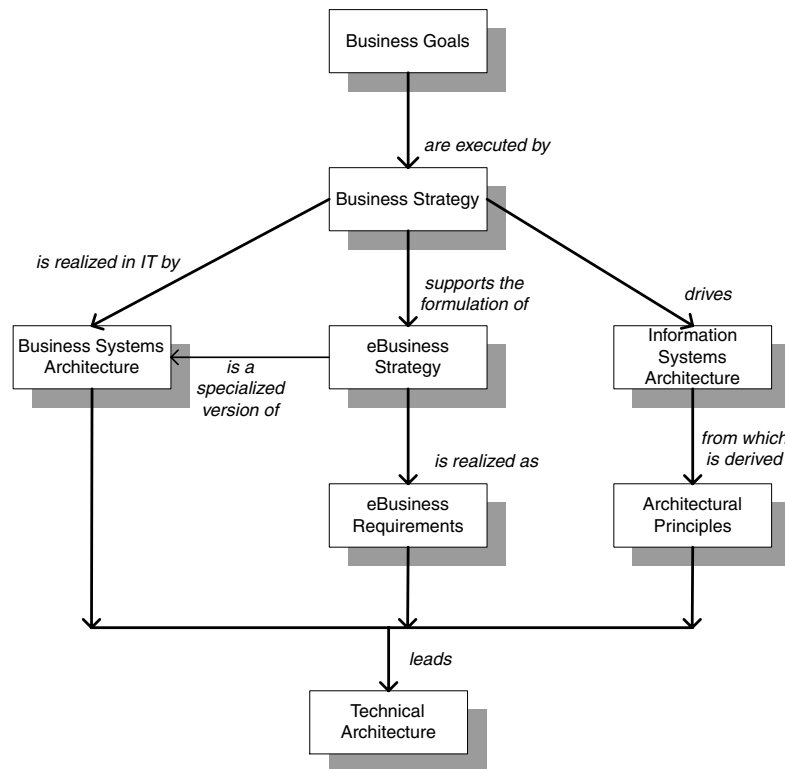 Business Goals
are executed by
Business Strategy
is realized in IT by
supports the
formulation of
drives
Business Systems
Architecture
is a
specialized
version of
eBusiness
Strategy
Information
Systems
Architecture
is realized as
from which
is derived
eBusiness
Requirements
Architectural
Principles
leads
Technical
Architecture